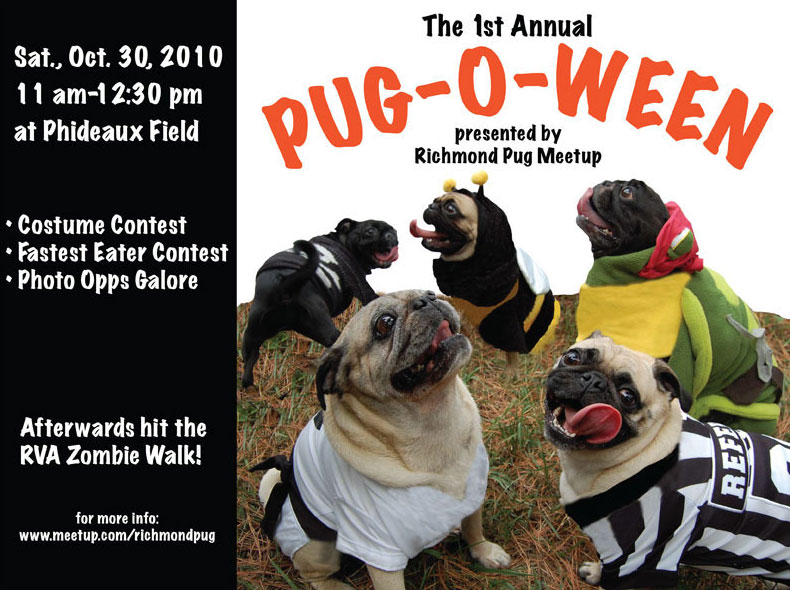 Sat., Oct. 30, 2010
11 am-12:30 pm
at Phideaux Field
• Costume Contest
• Fastest Eater Contest
• Photo Opps Galore
Afterwards hit the
RVA Zombie Walk!
for more info:
www.meetup.com/richmondpug
The 1st Annual
PUG-O-WEEN
presented by
Richmond Pug Meetup
REFE